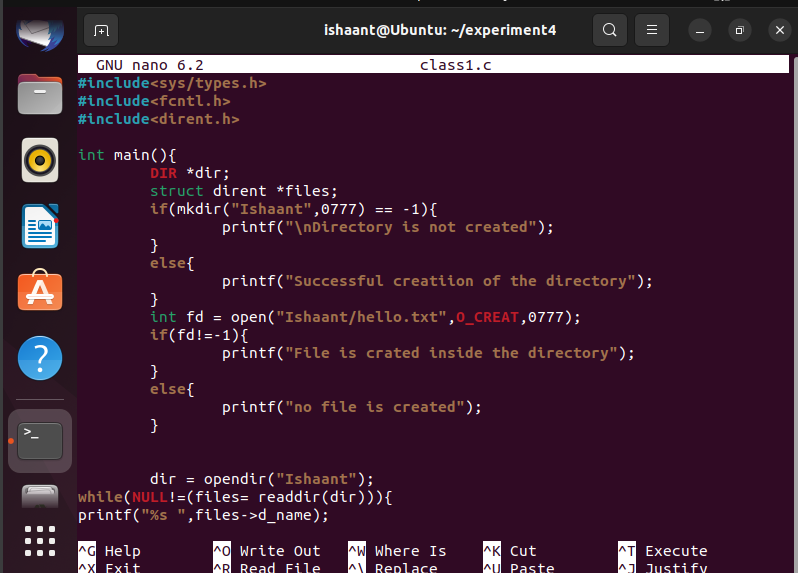 ishaant@Ubuntu: ~/experiment4
GNU nano 6.2 class1.c
#include<sys/types.h>
#include<fcntl.h>
#include<dirent.h>
int main(){
DIR *dir;
struct dirent *files;
if(mkdir("Ishaant",0777) == -1){
printf("\nDirectory is not created");
}
else{
printf("Successful creatiion of the directory");
}
int fd = open("Ishaant/hello.txt",O_CREAT,0777);
if(fd!=-1){
printf("File is crated inside the directory");
}
else{
printf("no file is created");
}
dir = opendir("Ishaant");
while(NULL!=(files= readdir(dir))){
printf("%s ",files->d_name);
^G Help ^O Write Out ^W Where Is ^K Cut ^T Execute
^X Exit ^R Read File ^\ Replace ^U Paste ^J Justify